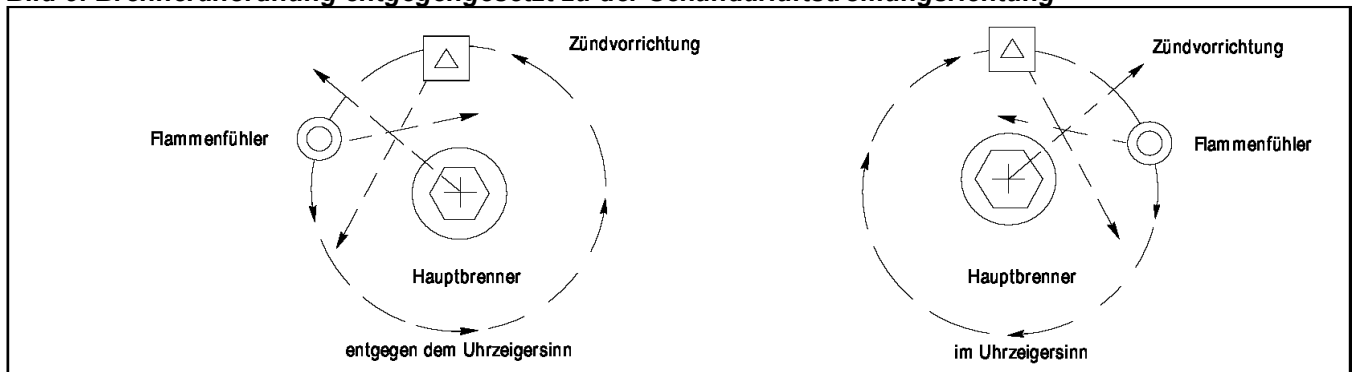 Zündvorrichtung
Flammenfühler
Hauptbrenner
entgegen dem Uhrzeigersinn
Zündvorrichtung
Flammenfühler
Hauptbrenner
im Uhrzeigersinn